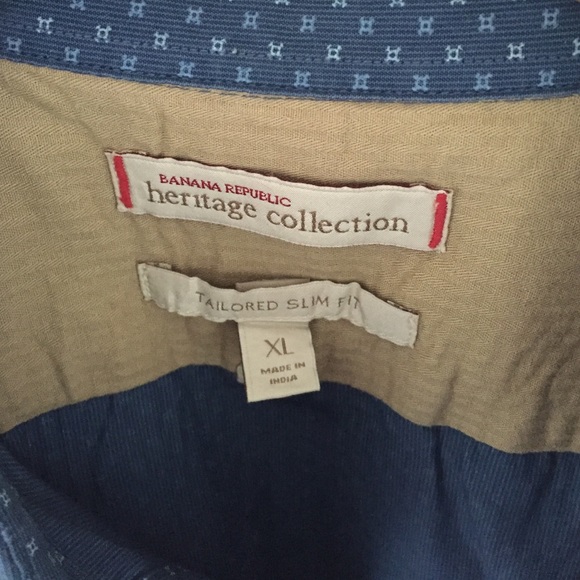 BANANA REPUBLIC
heritage collection
TAILORED SLIM FIT
XL
MADE IN
INDIA